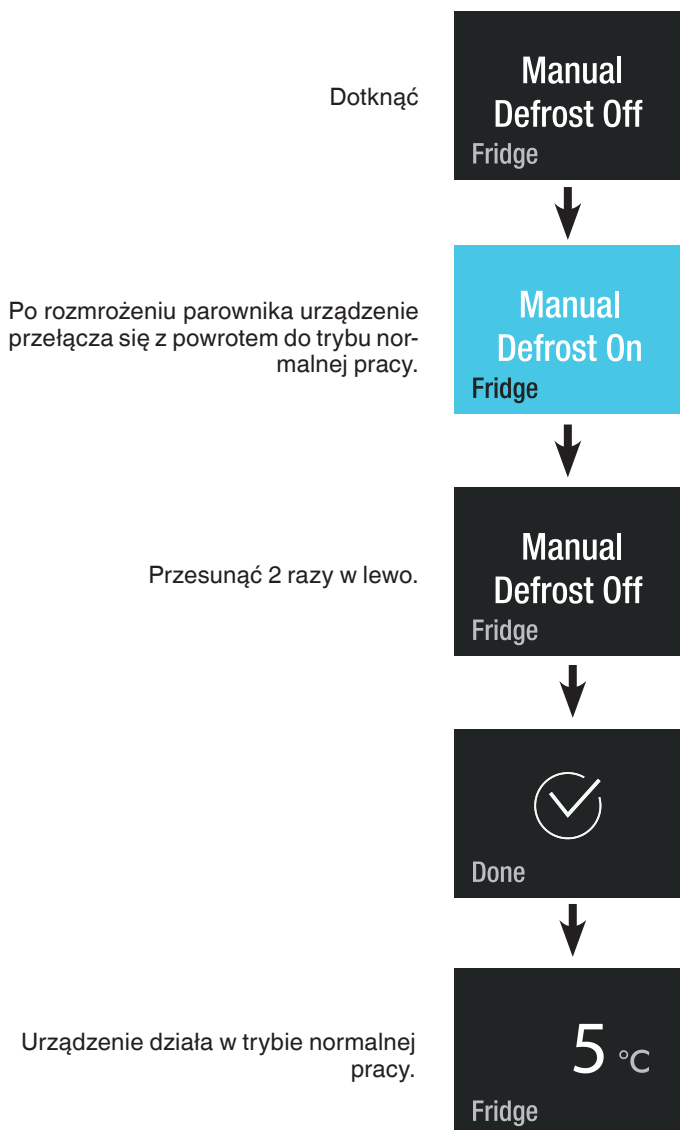 Dotknąć
Manual
Defrost Off
Fridge
Po rozmrożeniu parownika urządzenie
przełącza się z powrotem do trybu nor-
malnej pracy.
Manual
Defrost On
Fridge
Przesunąć 2 razy w lewo.
Manual
Defrost Off
Fridge
Done
Urządzenie działa w trybie normalnej
pracy.
5 °C
Fridge